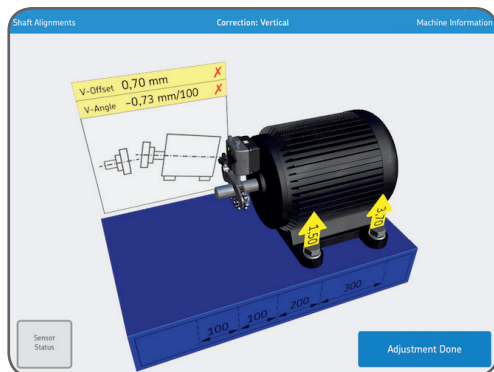 Shaft Alignments
Correction: Vertical
Machine Information
V-Offset 0,70 mm ✗
V-Angle -0,73 mm/100 ✗
1,50
3,70
100
100
200
300
Sensor
Status
Adjustment Done